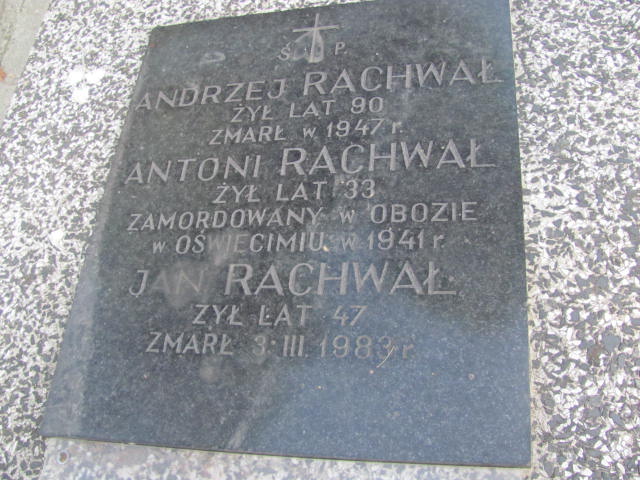 Ś P.
ANDRZEJ RACHWAŁ
ŻYŁ LAT 90
ZMARŁ w 1947 r.
ANTONI RACHWAŁ
ŻYŁ LAT 33
ZAMORDOWANY w OBOZIE
w OŚWIĘCIMIU w 1941 r.
JAN RACHWAŁ
ŻYŁ LAT 47
ZMARŁ 3.III.1983 r